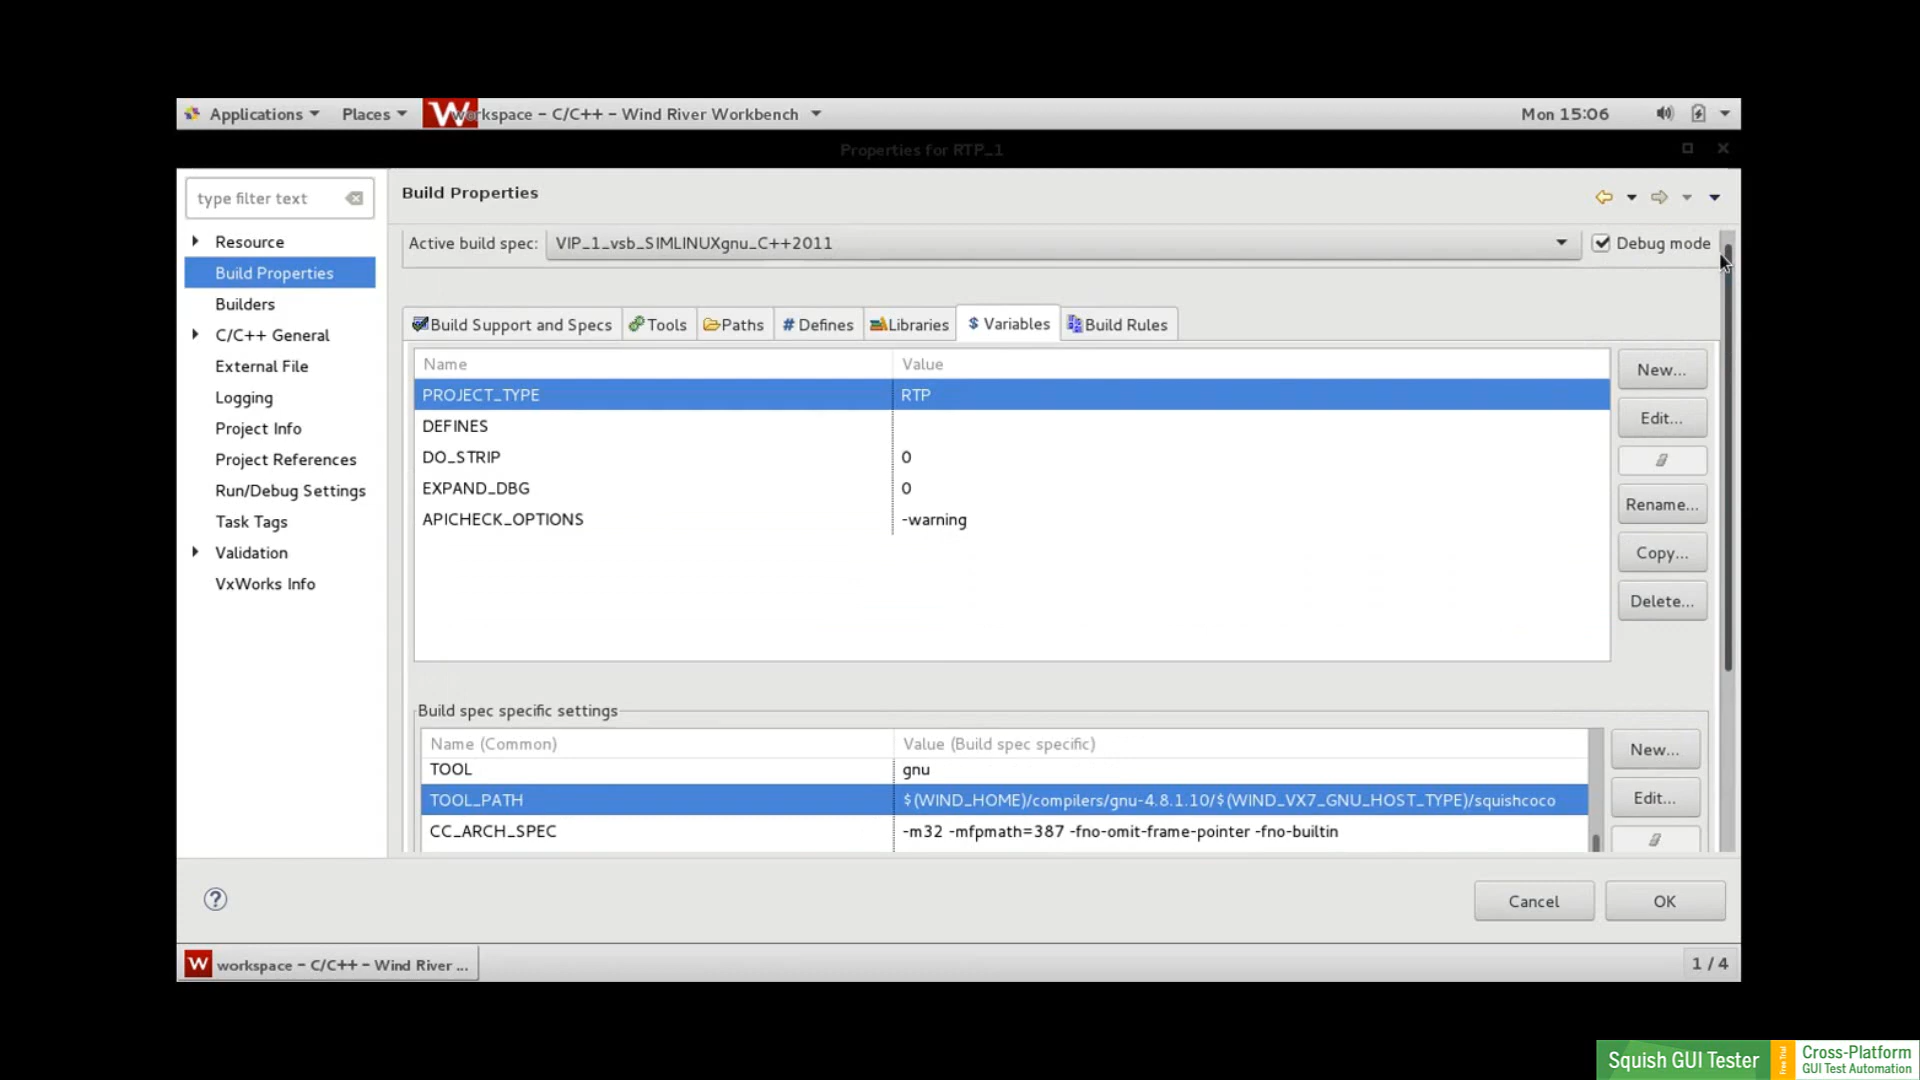 Applications Places Workspace - C/C++ - Wind River Workbench Mon 15:06
Properties for RTP_1
type filter text
Resource
Build Properties
Builders
C/C++ General
External File
Logging
Project Info
Project References
Run/Debug Settings
Task Tags
Validation
VxWorks Info
Build Properties
Active build spec: VIP_1_vsb_SIMLINUXgnu_C++2011 Debug mode
Build Support and Specs Tools Paths # Defines Libraries $ Variables Build Rules
Name Value
PROJECT_TYPE RTP
DEFINES
DO_STRIP 0
EXPAND_DBG 0
APICHECK_OPTIONS -warning
New...
Edit...
Rename...
Copy...
Delete...
Build spec specific settings
Name (Common) Value (Build spec specific)
TOOL gnu
TOOL_PATH $(WIND_HOME)/compilers/gnu-4.8.1.10/$(WIND_VX7_GNU_HOST_TYPE)/squishcoco
CC_ARCH_SPEC -m32 -mfpmath=387 -fno-omit-frame-pointer -fno-builtin
New...
Edit...
? Cancel OK
W workspace - C/C++ - Wind River ... 1 / 4
Squish GUI Tester
Free Trial
Cross-Platform
GUI Test Automation